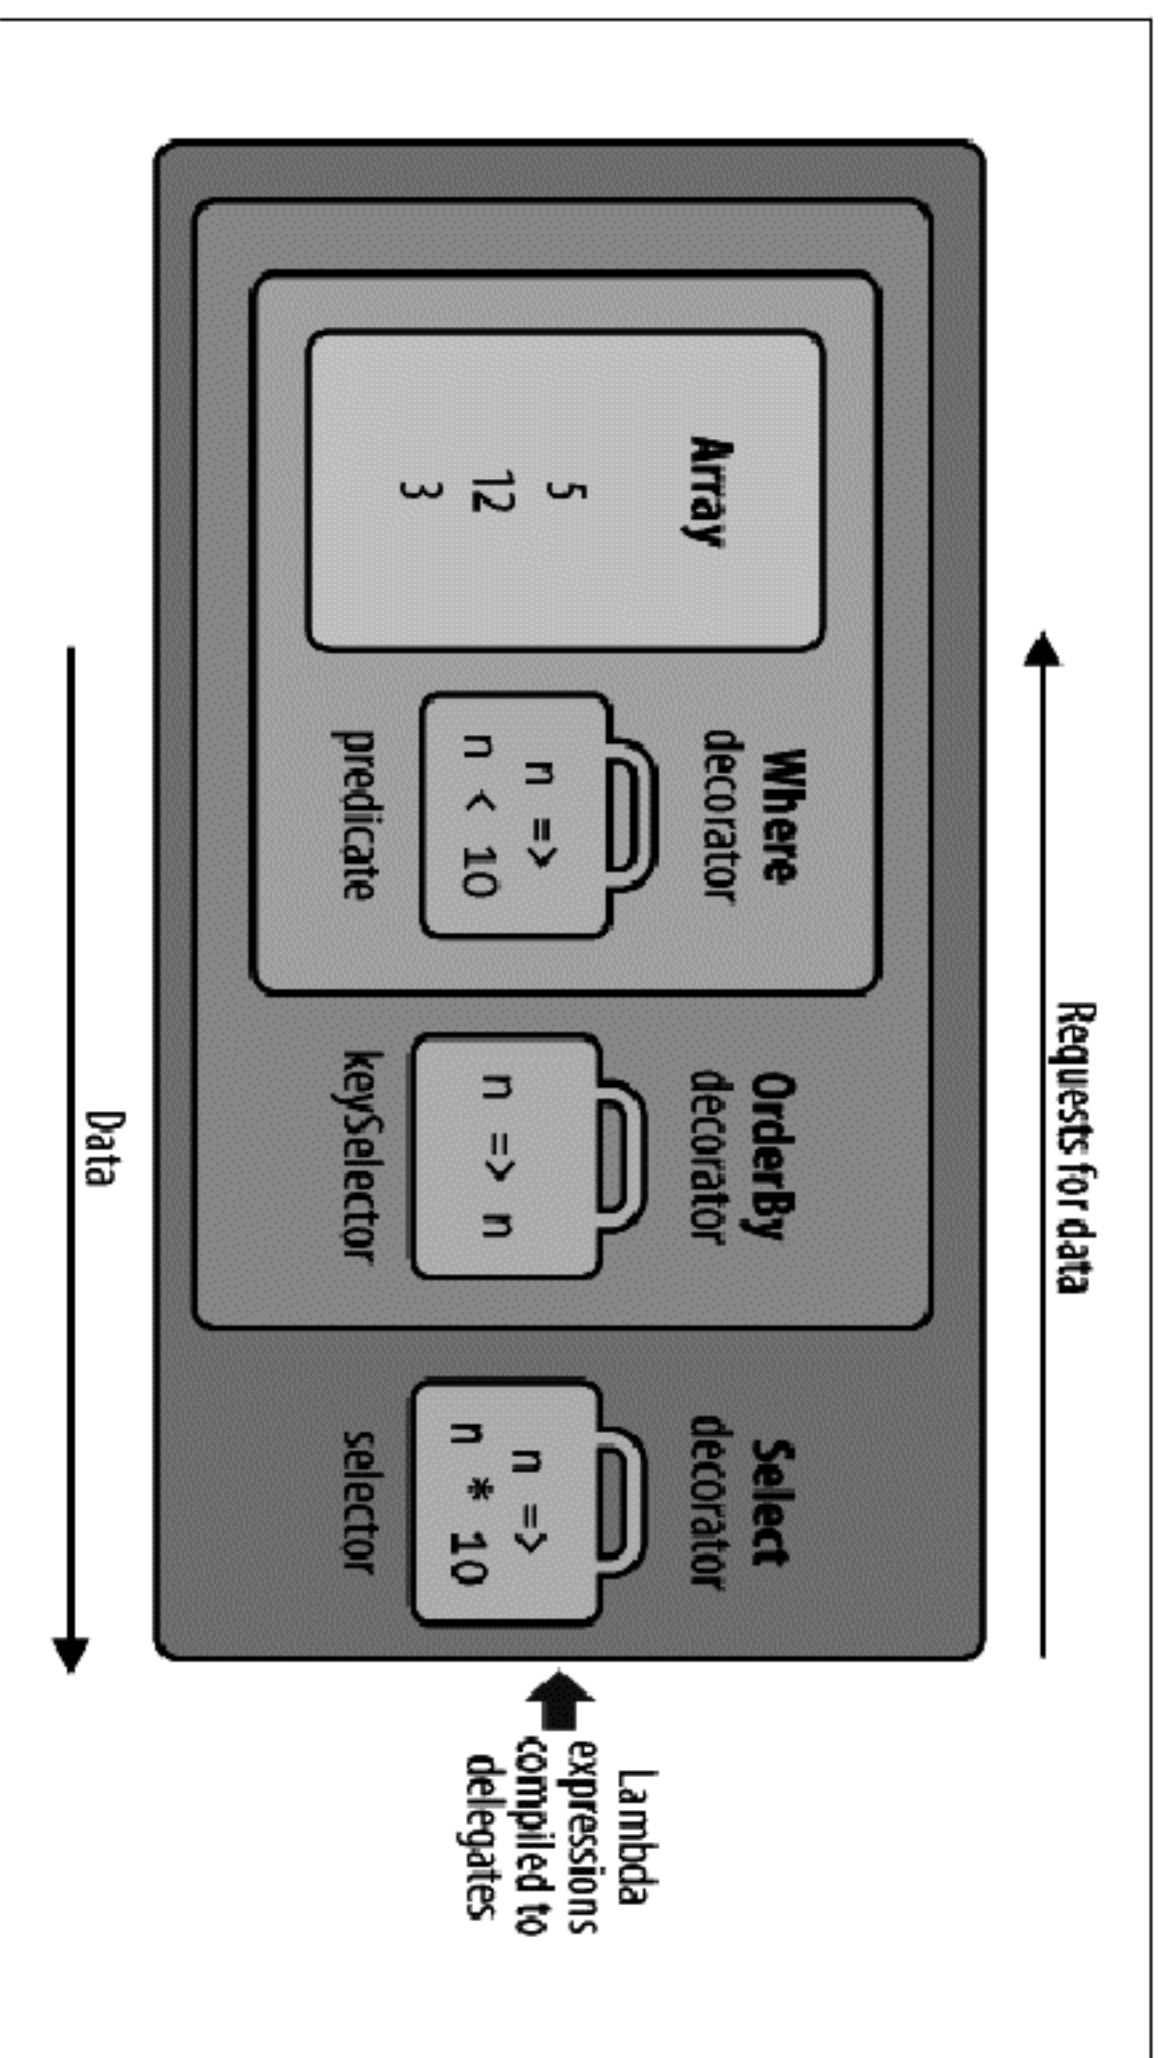 Requests for data
Array
5
12
3
Where
decorator
n =>
n < 10
predicate
OrderBy
decorator
n => n
keySelector
Select
decorator
n =>
n * 10
selector
Lambda
expressions
compiled to
delegates
Data